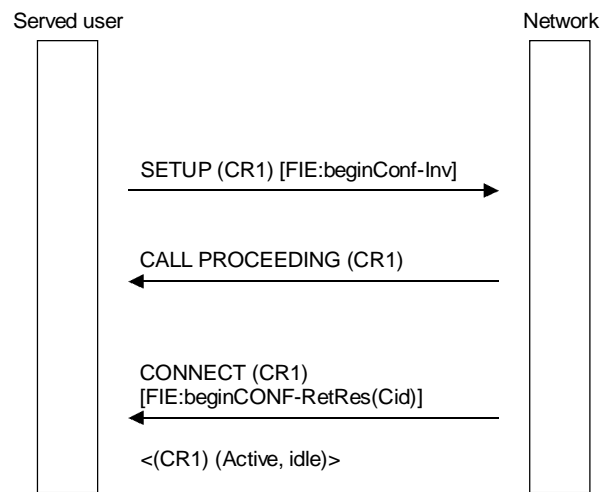 Served user
Network
SETUP (CR1) [FIE:beginConf-Inv]
CALL PROCEEDING (CR1)
CONNECT (CR1)
[FIE:beginCONF-RetRes(Cid)]
<(CR1) (Active, idle)>